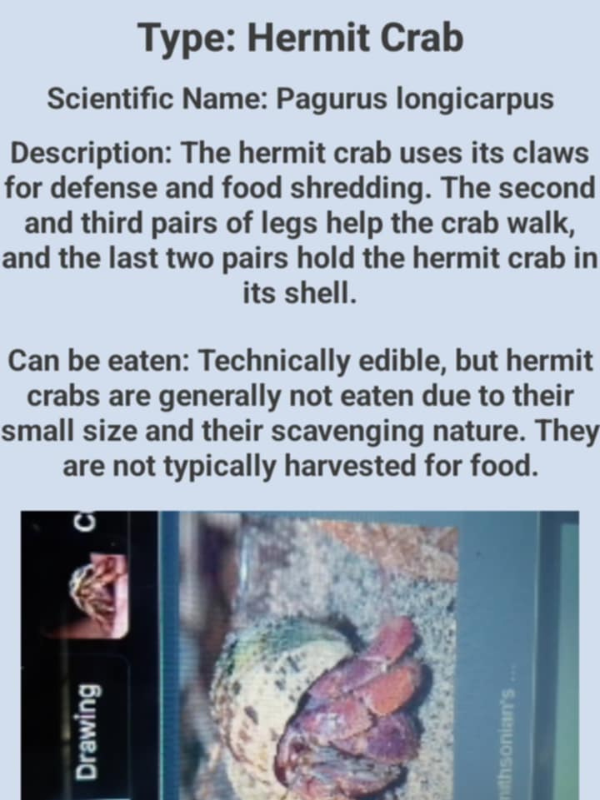 Type: Hermit Crab
Scientific Name: Pagurus longicarpus
Description: The hermit crab uses its claws
for defense and food shredding. The second
and third pairs of legs help the crab walk,
and the last two pairs hold the hermit crab in
its shell.
Can be eaten: Technically edible, but hermit
crabs are generally not eaten due to their
small size and their scavenging nature. They
are not typically harvested for food.
Drawing